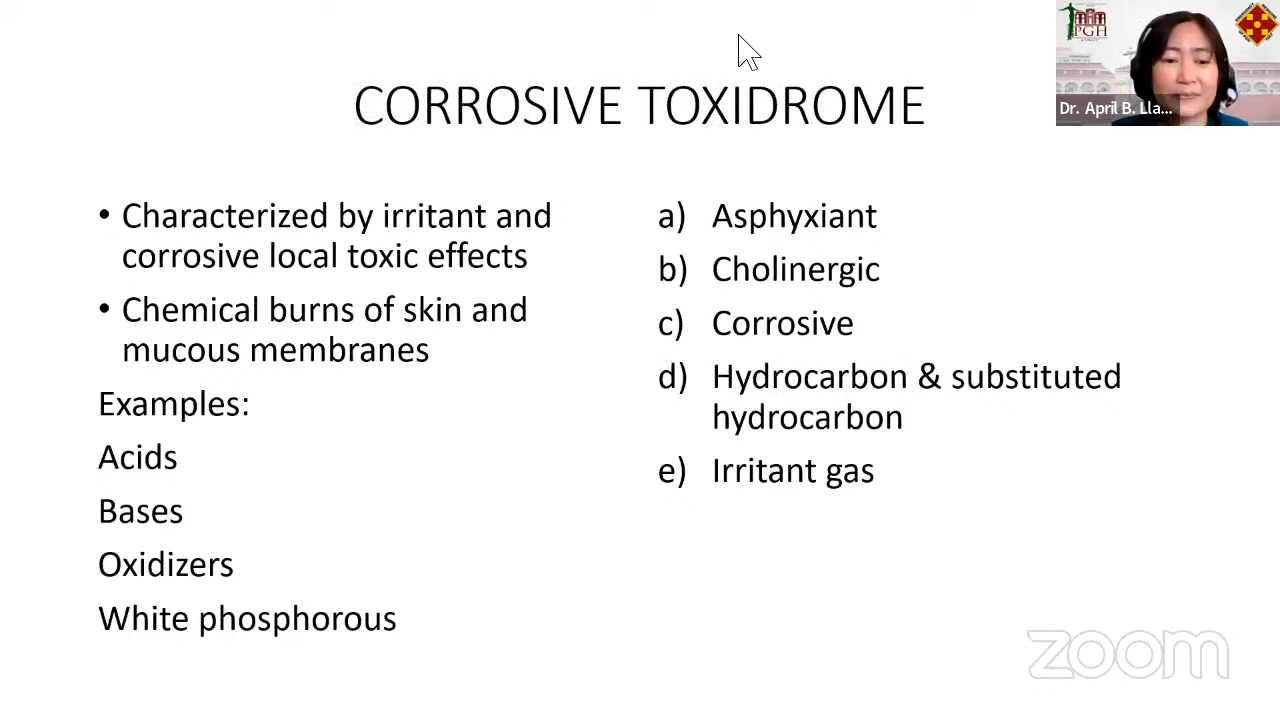 CORROSIVE TOXIDROME
• Characterized by irritant and
corrosive local toxic effects
• Chemical burns of skin and
mucous membranes
Examples:
Acids
Bases
Oxidizers
White phosphorous
a) Asphyxiant
b) Cholinergic
c) Corrosive
d) Hydrocarbon & substituted
hydrocarbon
e) Irritant gas
PGH
Dr. April B. Lla...
zoom